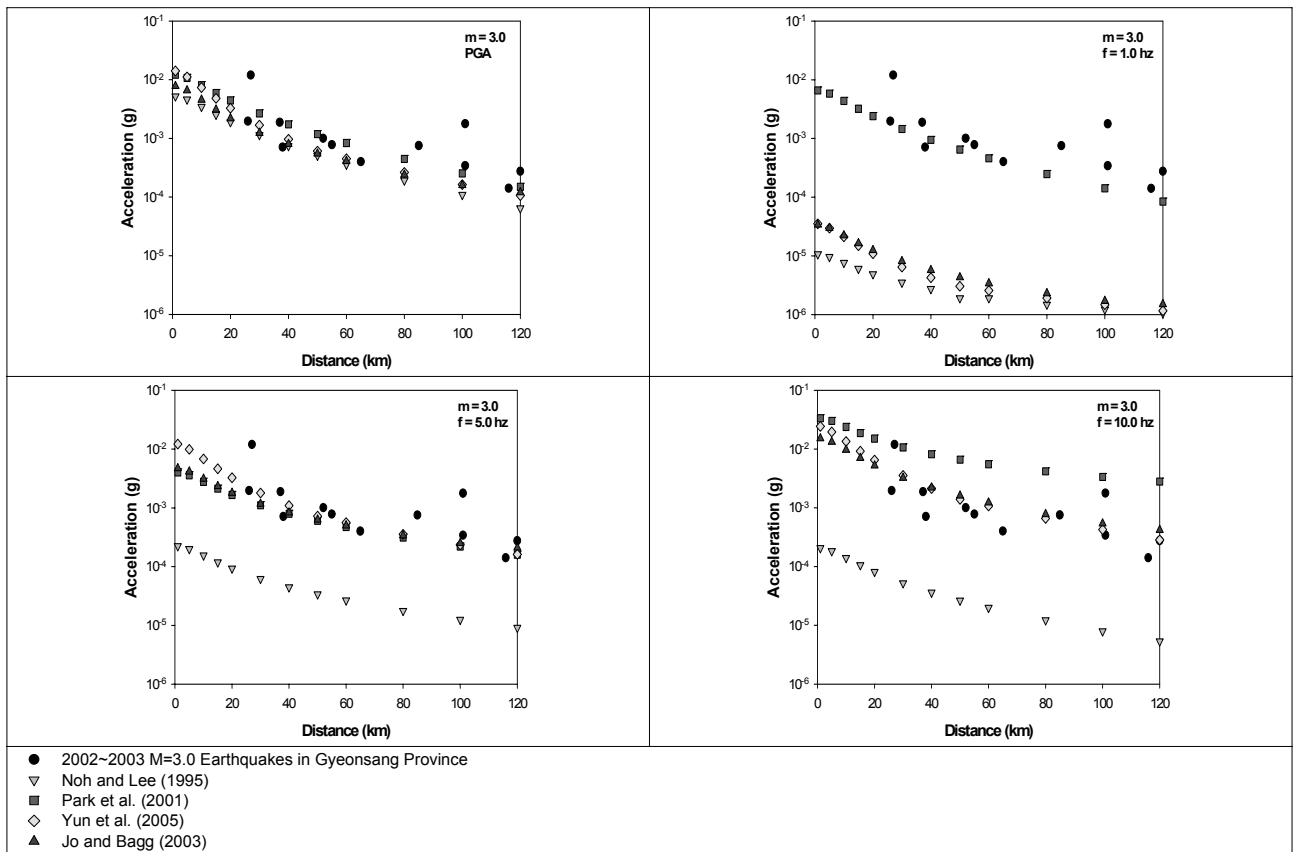 m = 3.0
PGA
10-1
10-2
10-3
10-4
10-5
10-6
Acceleration (g)
0 20 40 60 80 100 120
Distance (km)
m = 3.0
f = 1.0 hz
10-1
10-2
10-3
10-4
10-5
10-6
Acceleration (g)
0 20 40 60 80 100 120
Distance (km)
m = 3.0
f = 5.0 hz
10-1
10-2
10-3
10-4
10-5
10-6
Acceleration (g)
0 20 40 60 80 100 120
Distance (km)
m = 3.0
f = 10.0 hz
10-1
10-2
10-3
10-4
10-5
10-6
Acceleration (g)
0 20 40 60 80 100 120
Distance (km)
2002~2003 M=3.0 Earthquakes in Gyeonsang Province
Noh and Lee (1995)
Park et al. (2001)
Yun et al. (2005)
Jo and Bagg (2003)